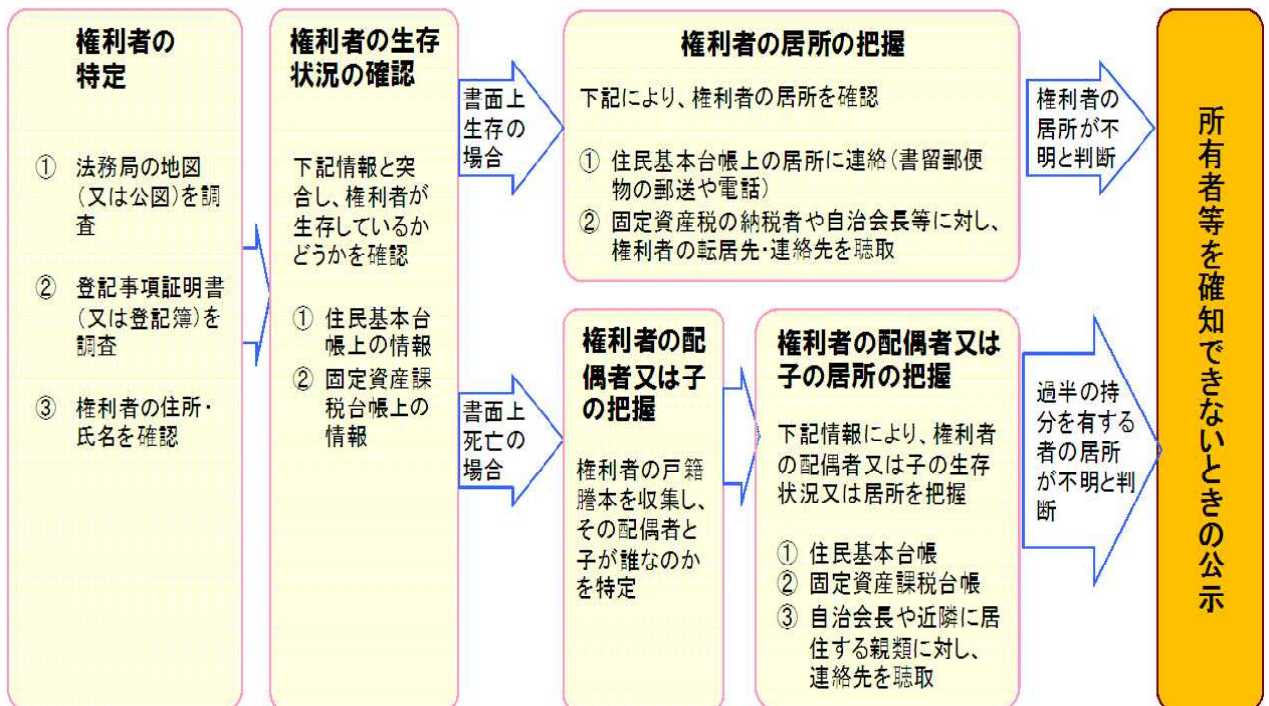 権利者の
特定
① 法務局の地図
(又は公図)を調
査
② 登記事項証明書
(又は登記簿)を
調査
③ 権利者の住所・
氏名を確認
権利者の生存
状況の確認
下記情報と突
合し、権利者が
生存しているか
どうかを確認
① 住民基本台
帳上の情報
② 固定資産課
税台帳上の
情報
書面上
生存の
場合
権利者の居所の把握
下記により、権利者の居所を確認
① 住民基本台帳上の居所に連絡(書留郵便
物の郵送や電話)
② 固定資産税の納税者や自治会長等に対し、
権利者の転居先・連絡先を聴取
権利者の
居所が不
明と判断
書面上
死亡の
場合
権利者の配
偶者又は子
の把握
権利者の戸籍
謄本を収集し、
その配偶者と
子が誰なのか
を特定
権利者の配偶者又は
子の居所の把握
下記情報により、権利者
の配偶者又は子の生存
状況又は居所を把握
① 住民基本台帳
② 固定資産課税台帳
③ 自治会長や近隣に居
住する親類に対し、
連絡先を聴取
過半の持
分を有する
者の居所
が不明と判
断
所有者等を確知できないときの公示